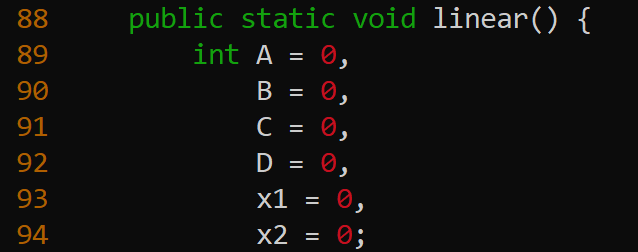 88 public static void linear() {
89 int A = 0,
90 B = 0,
91 C = 0,
92 D = 0,
93 x1 = 0,
94 x2 = 0;